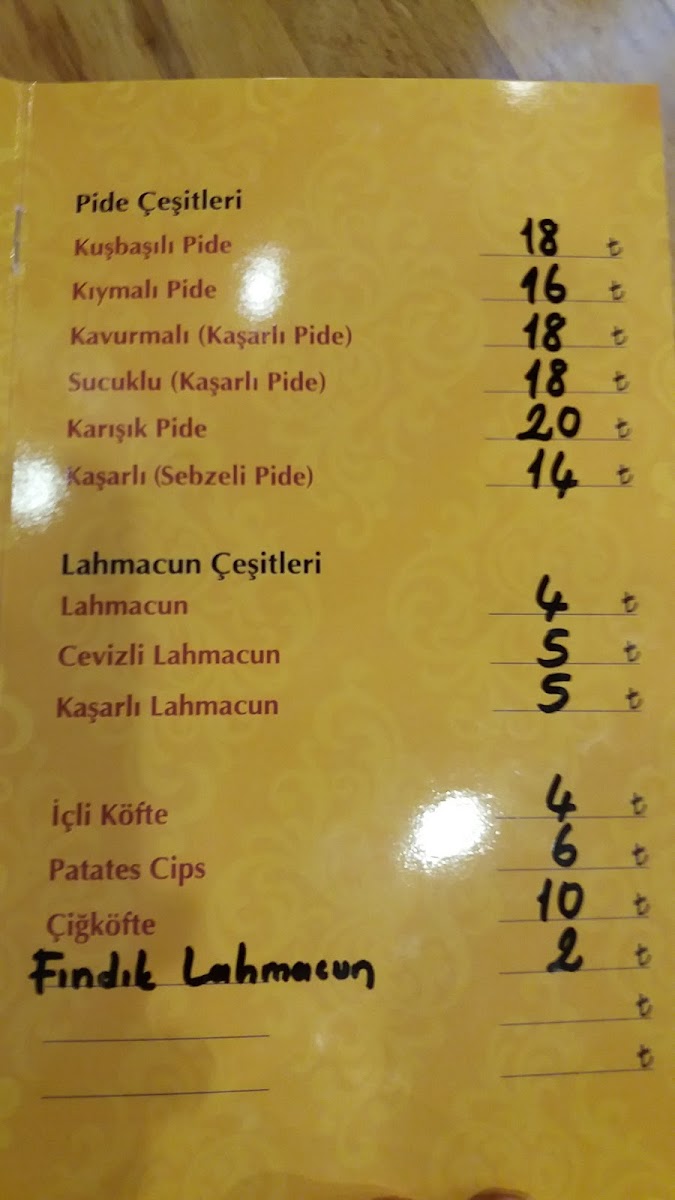 Pide Çeşitleri
Kuşbaşılı Pide 18 ₺
Kıymalı Pide 16 ₺
Kavurmalı (Kaşarlı Pide) 18 ₺
Sucuklu (Kaşarlı Pide) 18 ₺
Karışık Pide 20 ₺
Kaşarlı (Sebzeli Pide) 14 ₺
Lahmacun Çeşitleri
Lahmacun 4 ₺
Cevizli Lahmacun 5 ₺
Kaşarlı Lahmacun 5 ₺
İçli Köfte 4 ₺
Patates Cips 6 ₺
Çiğköfte 10 ₺
Fındık Lahmacun 2 ₺
₺
₺